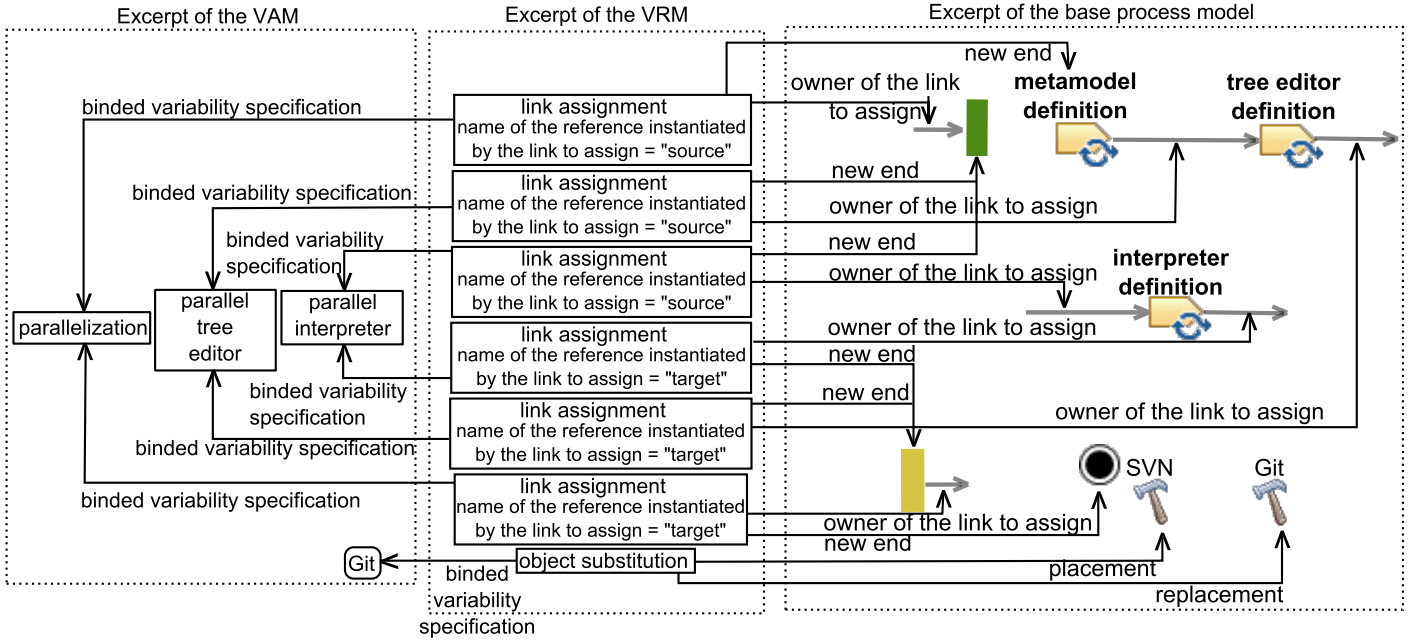 Excerpt of the VAM
Excerpt of the VRM
Excerpt of the base process model
binded variability specification
binded variability specification
binded variability
specification
parallelization
parallel
tree
editor
parallel
interpreter
binded variability
specification
binded variability specification
binded variability specification
Git
link assignment
name of the reference instantiated
by the link to assign = "source"
link assignment
name of the reference instantiated
by the link to assign = "source"
link assignment
name of the reference instantiated
by the link to assign = "source"
link assignment
name of the reference instantiated
by the link to assign = "target"
link assignment
name of the reference instantiated
by the link to assign = "target"
link assignment
name of the reference instantiated
by the link to assign = "target"
object substitution
binded
variability
specification
new end
owner of the link
to assign
metamodel
definition
tree editor
definition
new end
owner of the link to assign
new end
owner of the link to assign
interpreter
definition
owner of the link to assign
new end
new end
owner of the link to assign
SVN
Git
owner of the link to assign
new end
placement
replacement